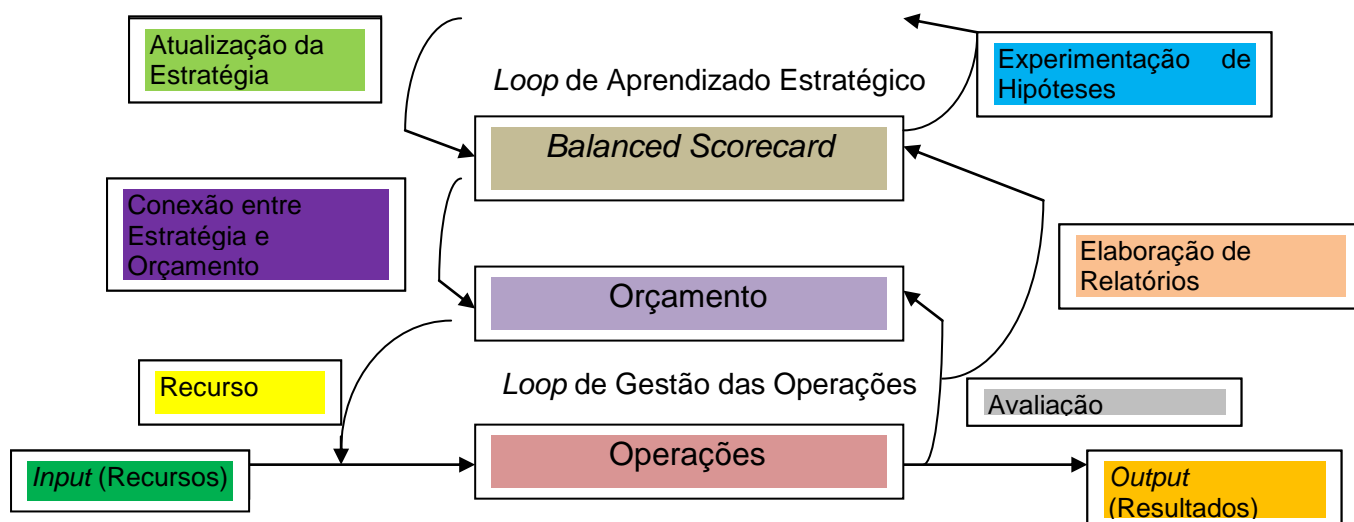 Atualização da
Estratégia
Experimentação de
Hipóteses
Loop de Aprendizado Estratégico
Balanced Scorecard
Conexão entre
Estratégia e
Orçamento
Elaboração de
Relatórios
Orçamento
Recurso
Loop de Gestão das Operações
Avaliação
Operações
Input (Recursos)
Output
(Resultados)